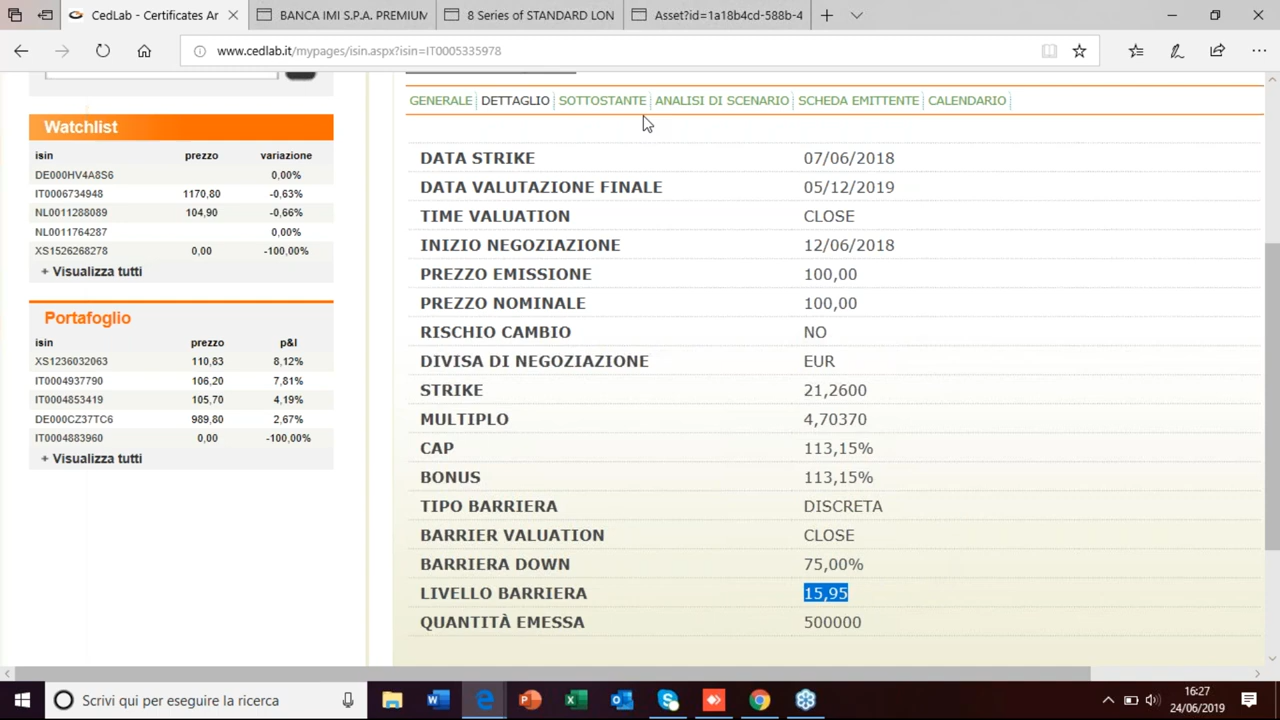 CedLab - Certificates Ar
BANCA IMI S.P.A. PREMIUM
8 Series of STANDARD LON
Asset?id=1a18b4cd-588b-4
www.cedlab.it/mypages/isin.aspx?isin=IT0005335978
GENERALE DETTAGLIO SOTTOSTANTE ANALISI DI SCENARIO SCHEDA EMITTENTE CALENDARIO
Watchlist
isin prezzo variazione
DE000HV4A8S6 0,00%
IT0006734948 1170,80 -0,63%
NL0011288089 104,90 -0,66%
NL0011764287 0,00%
XS1526268278 0,00 -100,00%
+ Visualizza tutti
Portafoglio
isin prezzo p&l
XS1236032063 110,83 8,12%
IT0004937790 106,20 7,81%
IT0004853419 105,70 4,19%
DE000CZ37TC6 989,80 2,67%
IT0004883960 0,00 -100,00%
+ Visualizza tutti
DATA STRIKE 07/06/2018
DATA VALUTAZIONE FINALE 05/12/2019
TIME VALUATION CLOSE
INIZIO NEGOZIAZIONE 12/06/2018
PREZZO EMISSIONE 100,00
PREZZO NOMINALE 100,00
RISCHIO CAMBIO NO
DIVISA DI NEGOZIAZIONE EUR
STRIKE 21,2600
MULTIPLO 4,70370
CAP 113,15%
BONUS 113,15%
TIPO BARRIERA DISCRETA
BARRIER VALUATION CLOSE
BARRIERA DOWN 75,00%
LIVELLO BARRIERA 15,95
QUANTITÀ EMESSA 500000
Scrivi qui per eseguire la ricerca
16:27
24/06/2019